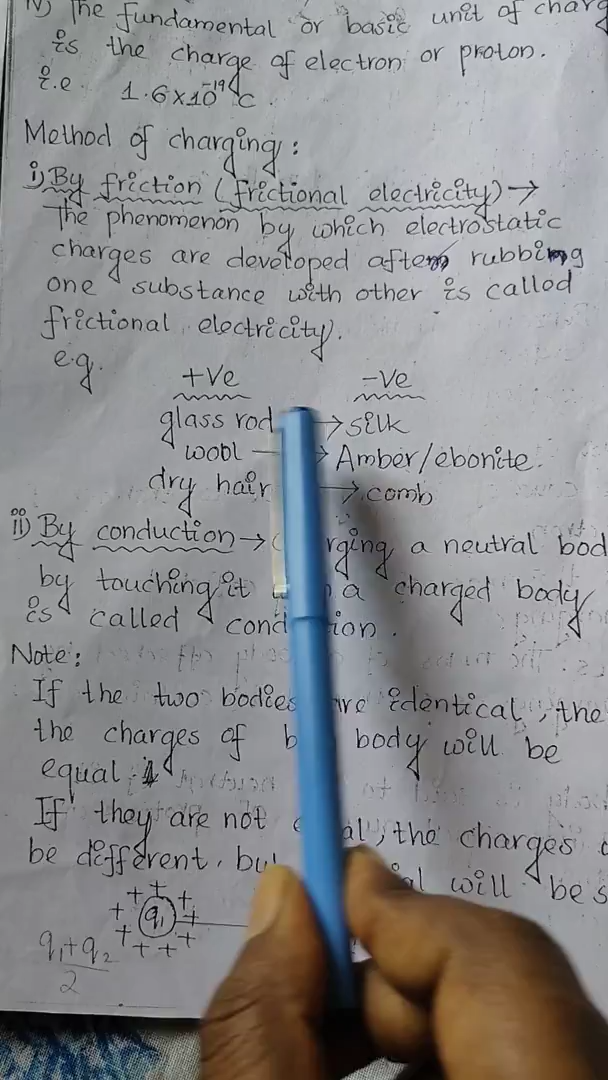 iv) The fundamental or basic unit of charg
is the charge of electron or proton.
i.e. 1.6×10⁻¹⁹C.
Method of charging:
i) By friction (frictional electricity) →
The phenomenon by which electrostatic
charges are developed after rubbing
one substance with other is called
frictional electricity.
e.g. +ve -ve
glass rod → silk
wool → Amber/ebonite.
dry hair → comb
ii) By conduction → rging a neutral bod
by touching it a charged body
is called cond tion.
Note:
If the two bodies are identical, the
the charges of b body will be
equal.
If they are not al, the charges
be different, bu al will be s
+ + + + + + + + + +
q₁
q₁+q₂
2